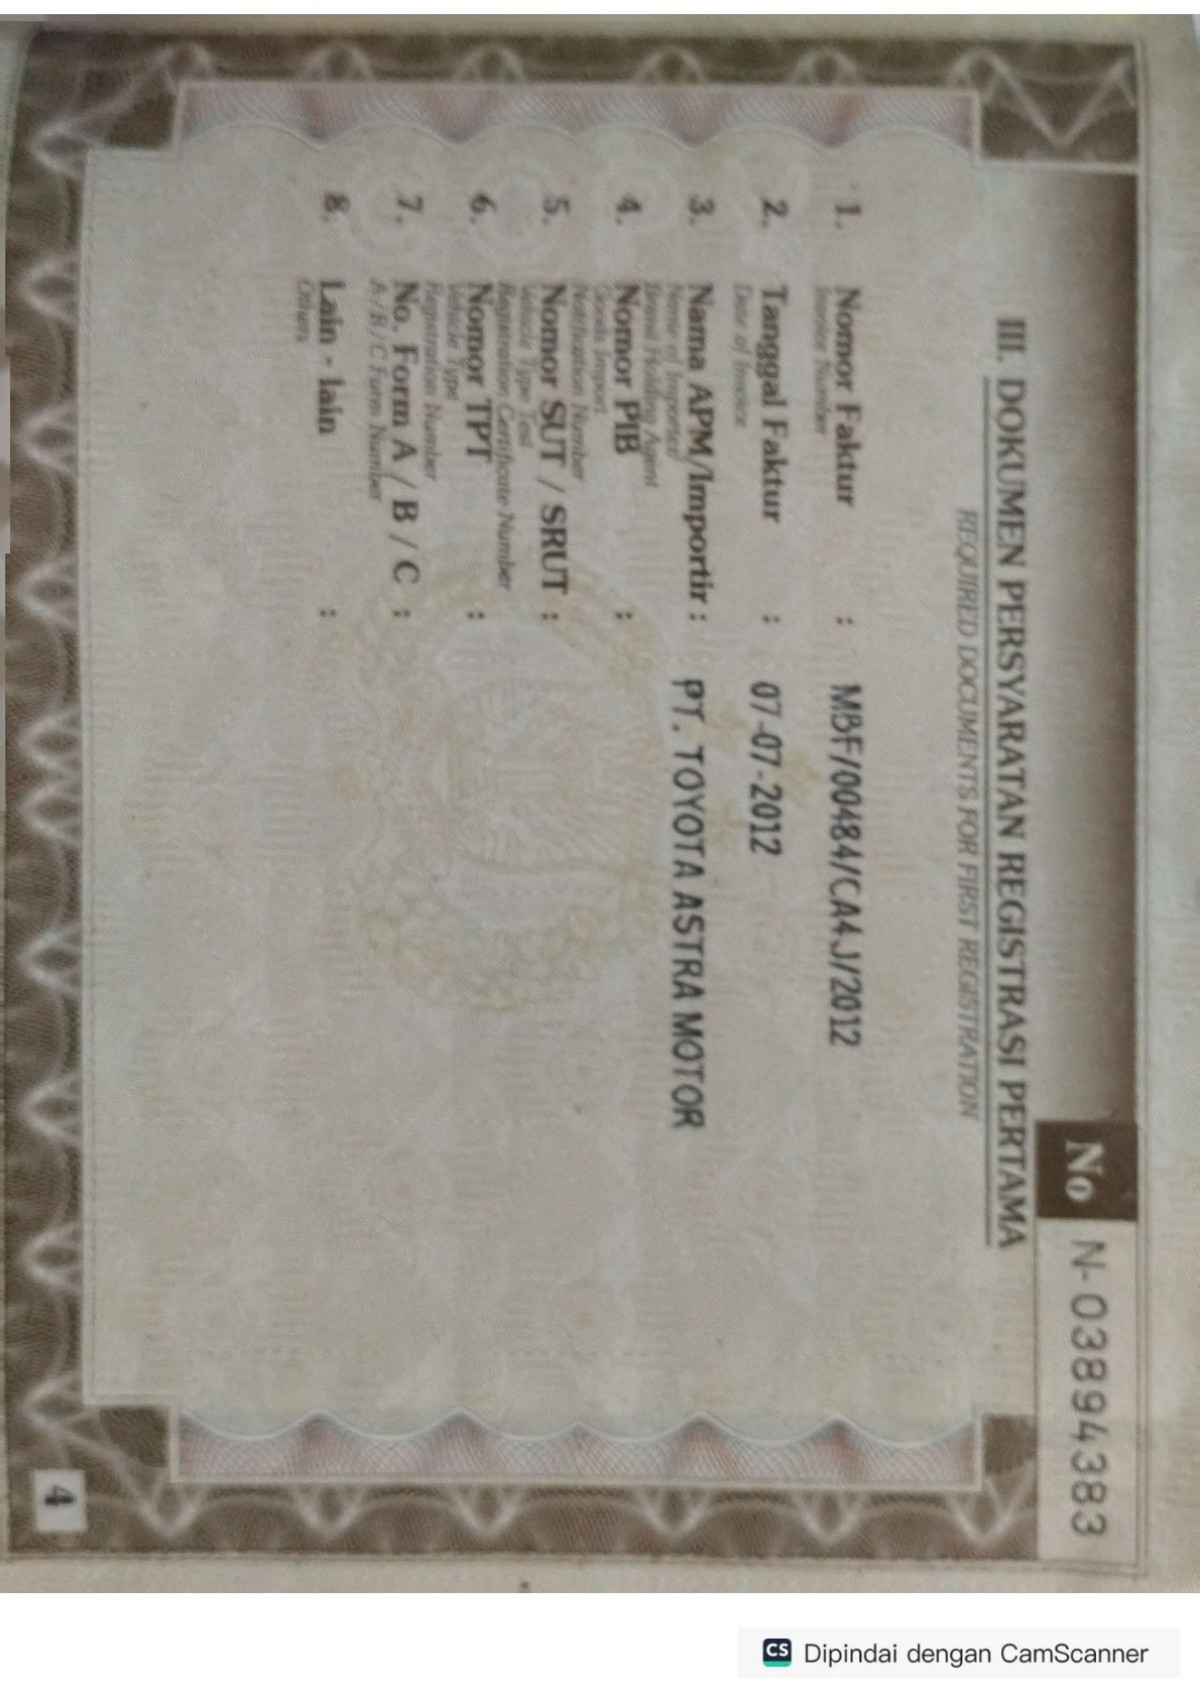 No N-03894383
III. DOKUMEN PERSYARATAN REGISTRASI PERTAMA
REQUIRED DOCUMENTS FOR FIRST REGISTRATION
1. Nomor Faktur : MBF/00484/CA4J/2012
Invoice Number
2. Tanggal Faktur : 07-07-2012
Date of Invoice
3. Nama APM/Importir : PT. TOYOTA ASTRA MOTOR
Name of Importer/
Brand Holding Agent
4. Nomor PIB :
Goods Import
Notification Number
5. Nomor SUT / SRUT :
Vehicle Type Test
Registration Certificate Number
6. Nomor TPT :
Vehicle Type
Registration Number
7. No. Form A / B / C :
A / B / C Form Number
8. Lain - lain :
Others
4
CS Dipindai dengan CamScanner